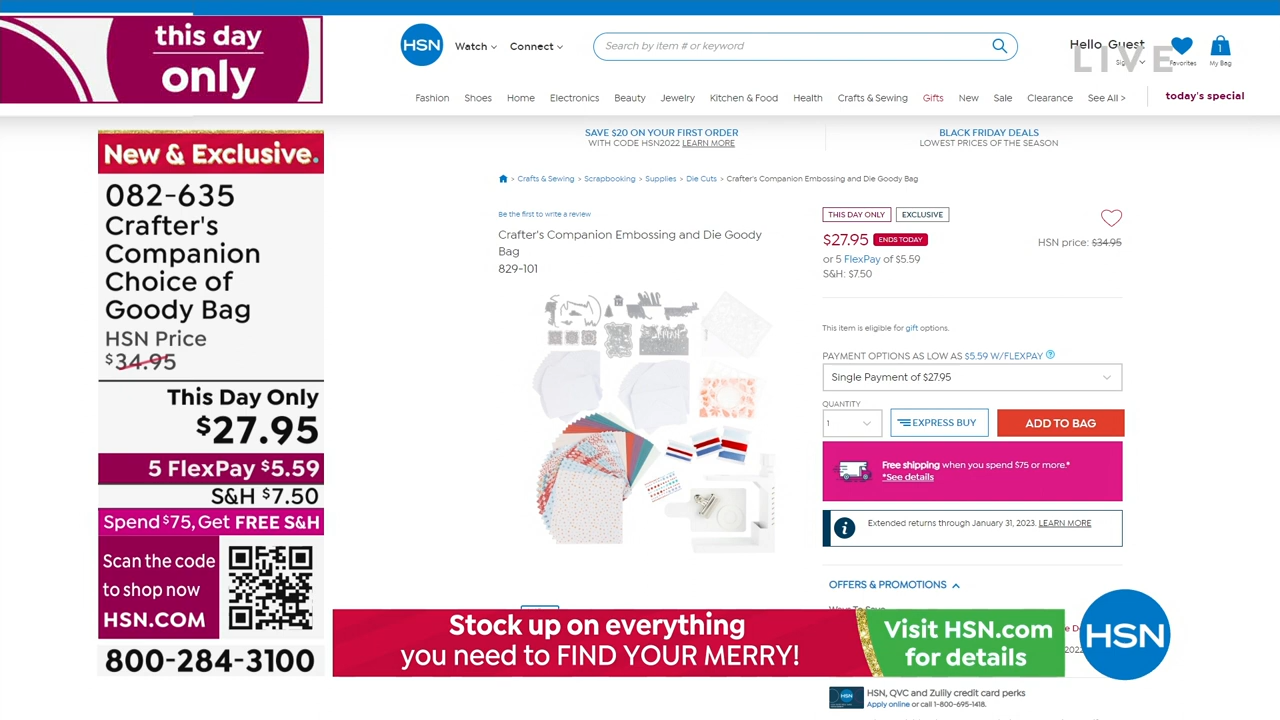 this day
only
New & Exclusive.
082-635
Crafter's
Companion
Choice of
Goody Bag
HSN Price
$34.95
This Day Only
$27.95
5 FlexPay $5.59
S&H $7.50
Spend $75, Get FREE S&H
Scan the code
to shop now
HSN.COM
800-284-3100
HSN
Watch
Connect
Search by item # or keyword
Hello, Guest
LIVE
Favorites
1
My Bag
Fashion Shoes Home Electronics Beauty Jewelry Kitchen & Food Health Crafts & Sewing Gifts New Sale Clearance See All >
today's special
SAVE $20 ON YOUR FIRST ORDER
WITH CODE HSN2022 LEARN MORE
BLACK FRIDAY DEALS
LOWEST PRICES OF THE SEASON
> Crafts & Sewing > Scrapbooking > Supplies > Die Cuts > Crafter's Companion Embossing and Die Goody Bag
Be the first to write a review
Crafter's Companion Embossing and Die Goody
Bag
829-101
THIS DAY ONLY
EXCLUSIVE
$27.95 ENDS TODAY
HSN price: $34.95
or 5 FlexPay of $5.59
S&H: $7.50
This item is eligible for gift options.
PAYMENT OPTIONS AS LOW AS $5.59 W/FLEXPAY ?
Single Payment of $27.95
QUANTITY
1
EXPRESS BUY
ADD TO BAG
Free shipping when you spend $75 or more.*
*See details
i
Extended returns through January 31, 2023. LEARN MORE
OFFERS & PROMOTIONS
Stock up on everything
you need to FIND YOUR MERRY!
Visit HSN.com
for details
HSN
HSN, QVC and Zulily credit card perks
Apply online or call 1-800-695-1418.